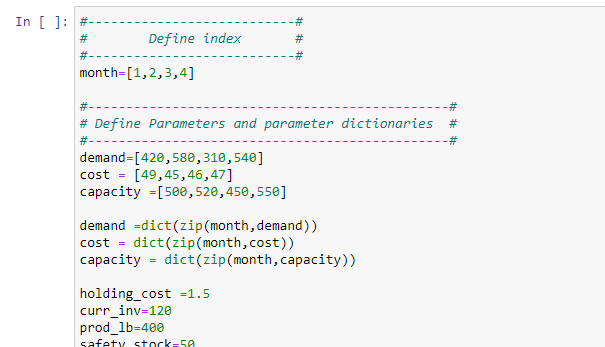 In [ ]: #---------------------------#
#        Define index       #
#---------------------------#
month=[1,2,3,4]
#-----------------------------------------------#
# Define Parameters and parameter dictionaries  #
#-----------------------------------------------#
demand=[420,580,310,540]
cost = [49,45,46,47]
capacity =[500,520,450,550]
demand =dict(zip(month,demand))
cost = dict(zip(month,cost))
capacity = dict(zip(month,capacity))
holding_cost =1.5
curr_inv=120
prod_lb=400
safety_stock=50